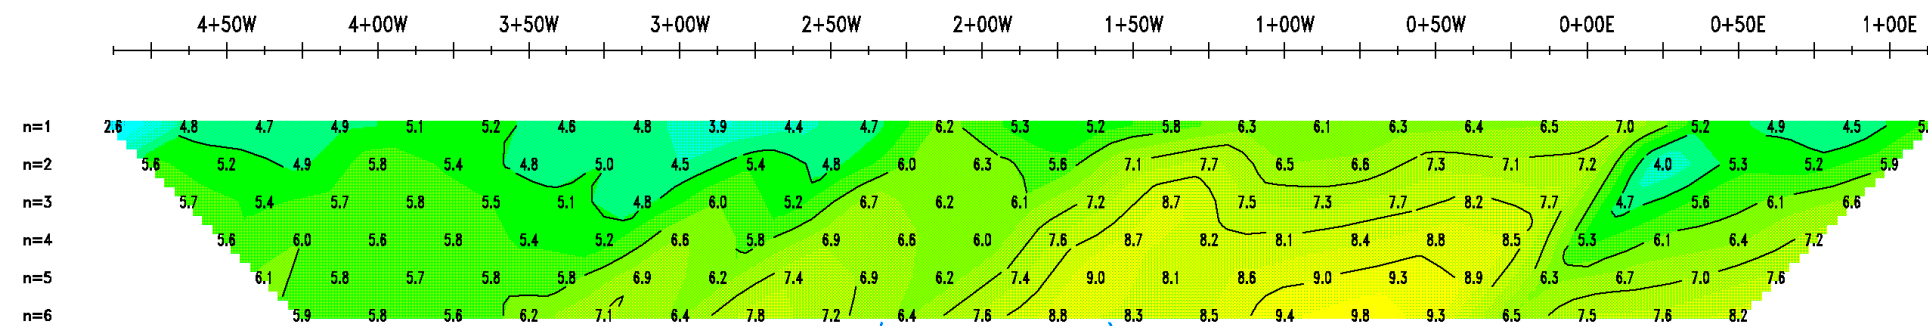 4+50W 4+00W 3+50W 3+00W 2+50W 2+00W 1+50W 1+00W 0+50W 0+00E 0+50E 1+00E
n=1 2.6 4.8 4.7 4.9 5.1 5.2 4.6 4.8 3.9 4.4 4.7 6.2 5.3 5.2 5.8 6.3 6.1 6.3 6.4 6.5 7.0 5.2 4.9 4.5 5.
n=2 5.6 5.2 4.9 5.8 5.4 4.8 5.0 4.5 5.4 4.8 6.0 6.3 5.6 7.1 7.7 6.5 6.6 7.3 7.1 7.2 4.0 5.3 5.2 5.9
n=3 5.7 5.4 5.7 5.8 5.5 5.1 4.8 6.0 5.2 6.7 6.2 6.1 7.2 8.7 7.5 7.3 7.7 8.2 7.7 4.7 5.6 6.1 6.6
n=4 5.6 6.0 5.6 5.8 5.4 5.2 6.6 5.8 6.9 6.6 6.0 7.6 8.7 8.2 8.1 8.4 8.8 8.5 5.3 6.1 6.4 7.2
n=5 6.1 5.8 5.7 5.8 5.8 6.9 6.2 7.4 6.9 6.2 7.4 9.0 8.1 8.6 9.0 9.3 8.9 6.3 6.7 7.0 7.6
n=6 5.9 5.8 5.6 6.2 7.1 6.4 7.8 7.2 6.4 7.6 8.8 8.3 8.5 9.4 9.8 9.3 6.5 7.5 7.6 8.2